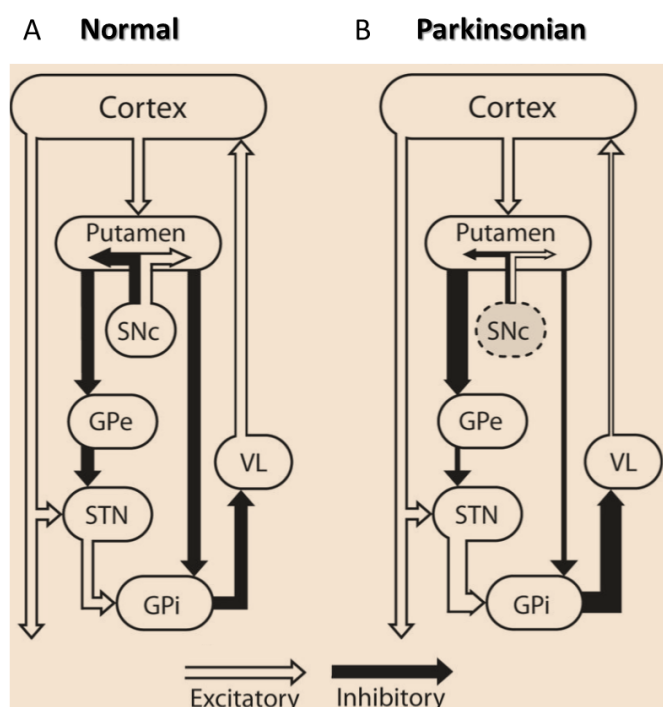 A Normal
B Parkinsonian
Cortex
Putamen
SNc
GPe
VL
STN
GPi
Cortex
Putamen
SNc
GPe
VL
STN
GPi
Excitatory
Inhibitory